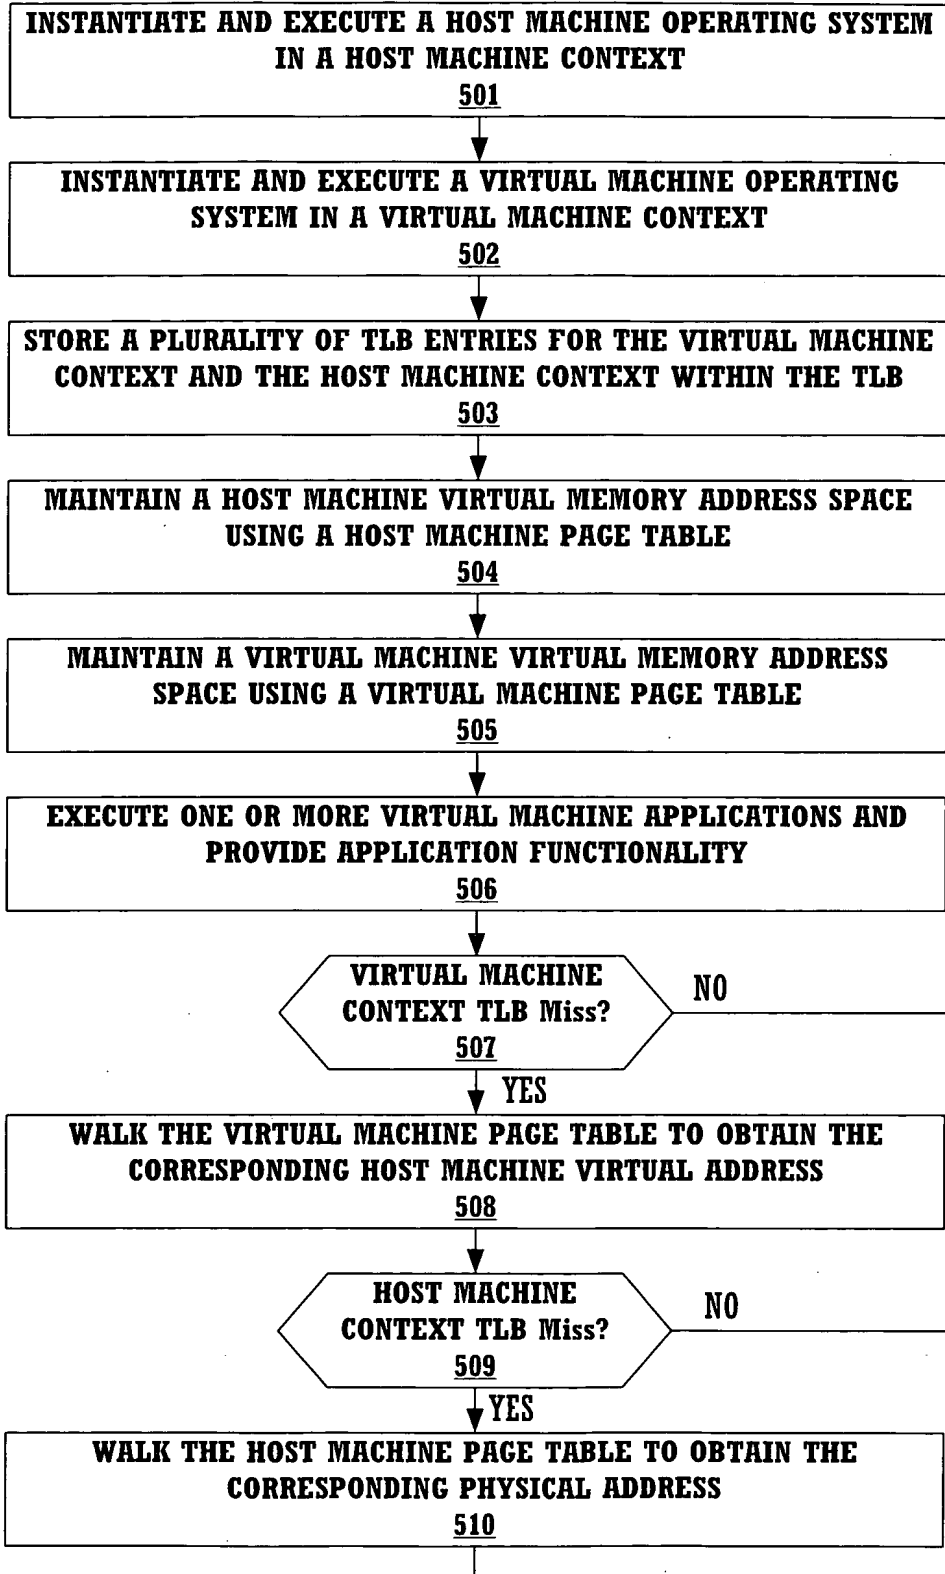 INSTANTIATE AND EXECUTE A HOST MACHINE OPERATING SYSTEM
IN A HOST MACHINE CONTEXT
501
INSTANTIATE AND EXECUTE A VIRTUAL MACHINE OPERATING
SYSTEM IN A VIRTUAL MACHINE CONTEXT
502
STORE A PLURALITY OF TLB ENTRIES FOR THE VIRTUAL MACHINE
CONTEXT AND THE HOST MACHINE CONTEXT WITHIN THE TLB
503
MAINTAIN A HOST MACHINE VIRTUAL MEMORY ADDRESS SPACE
USING A HOST MACHINE PAGE TABLE
504
MAINTAIN A VIRTUAL MACHINE VIRTUAL MEMORY ADDRESS
SPACE USING A VIRTUAL MACHINE PAGE TABLE
505
EXECUTE ONE OR MORE VIRTUAL MACHINE APPLICATIONS AND
PROVIDE APPLICATION FUNCTIONALITY
506
VIRTUAL MACHINE
CONTEXT TLB Miss?
507
NO
YES
WALK THE VIRTUAL MACHINE PAGE TABLE TO OBTAIN THE
CORRESPONDING HOST MACHINE VIRTUAL ADDRESS
508
HOST MACHINE
CONTEXT TLB Miss?
509
NO
YES
WALK THE HOST MACHINE PAGE TABLE TO OBTAIN THE
CORRESPONDING PHYSICAL ADDRESS
510